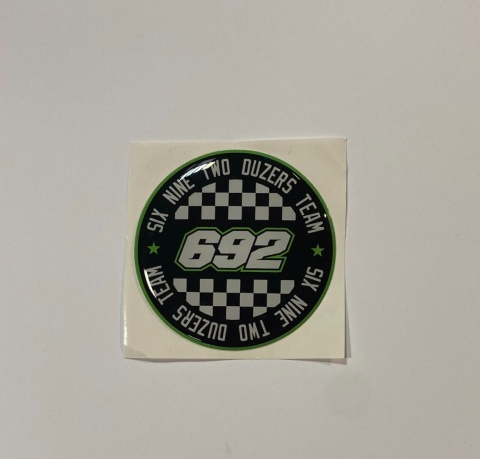 SIX NINE TWO DUZERS TEAM
692
SIX NINE TWO DUZERS TEAM